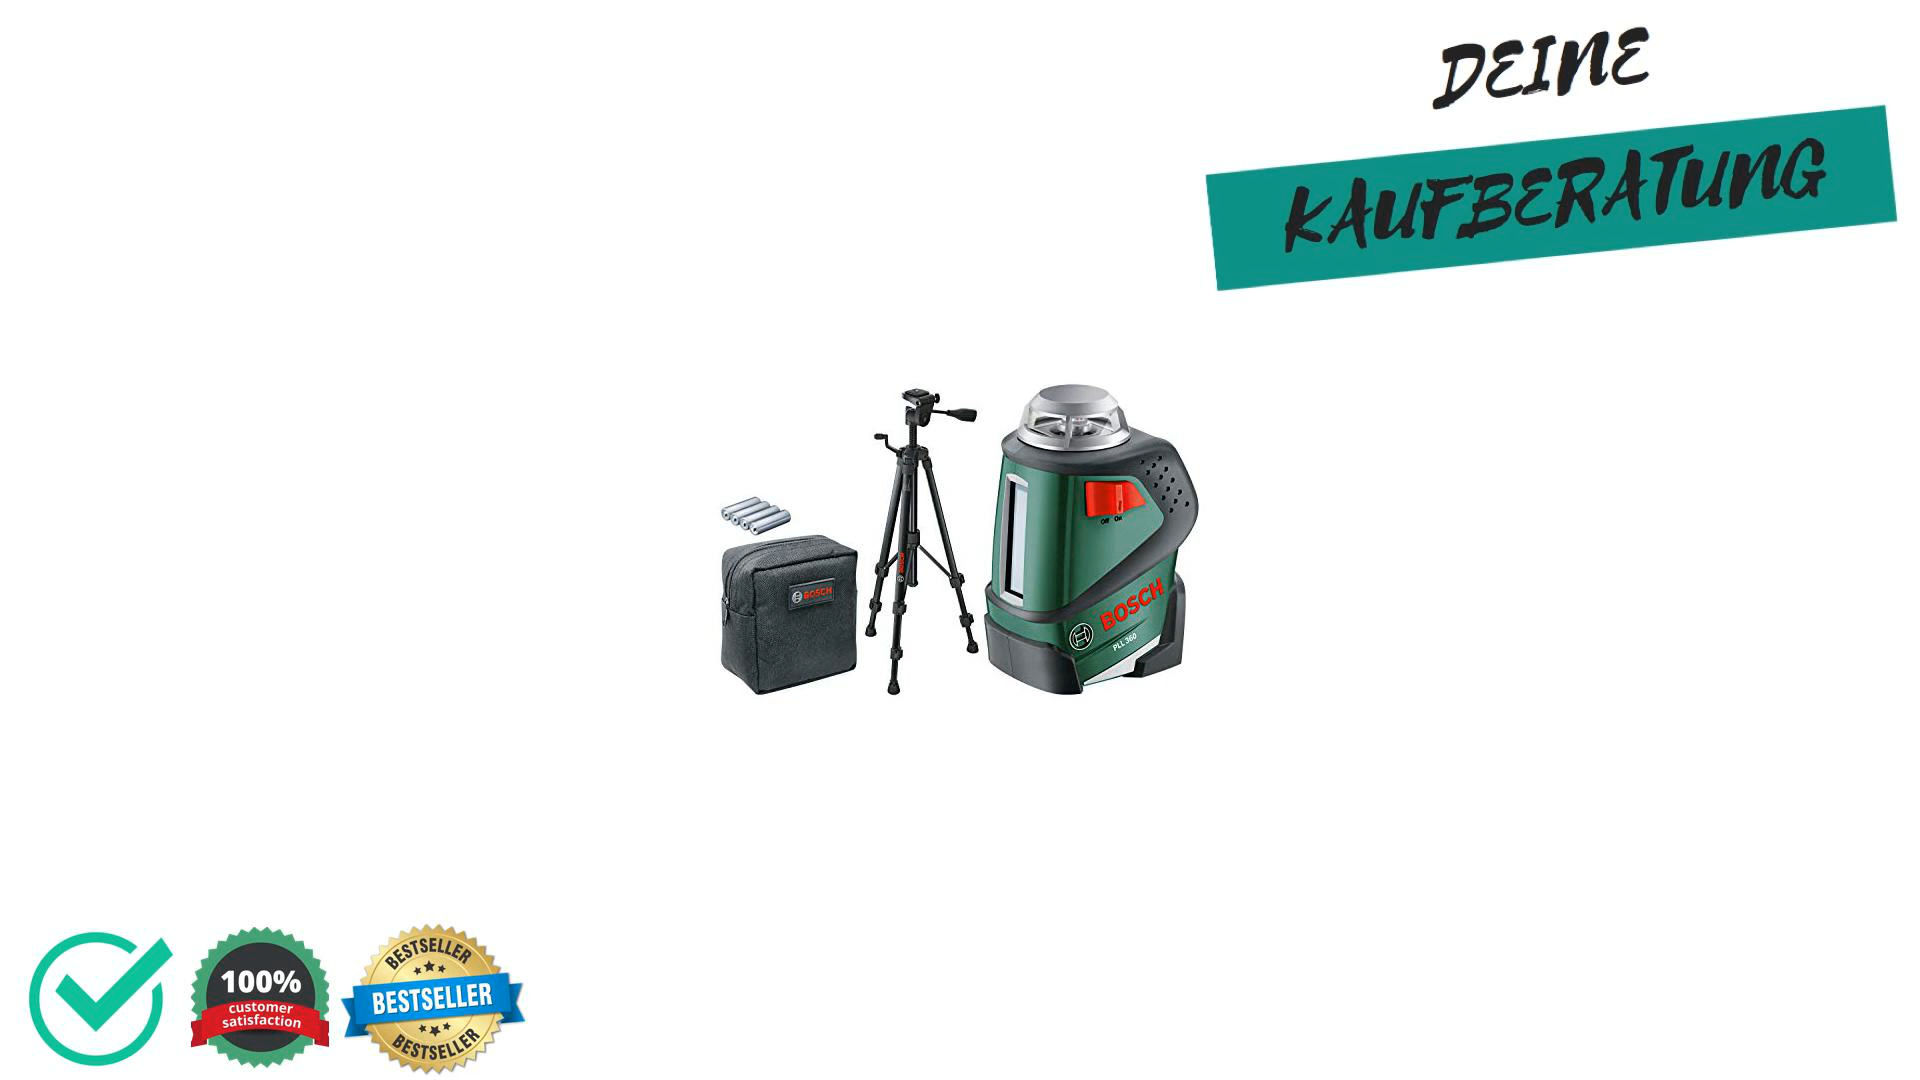 DEINE
KAUFBERATUNG
Off On
BOSCH
PLL 360
BOSCH
BOSCH
100%
customer
satisfaction
BESTSELLER
BESTSELLER
BESTSELLER